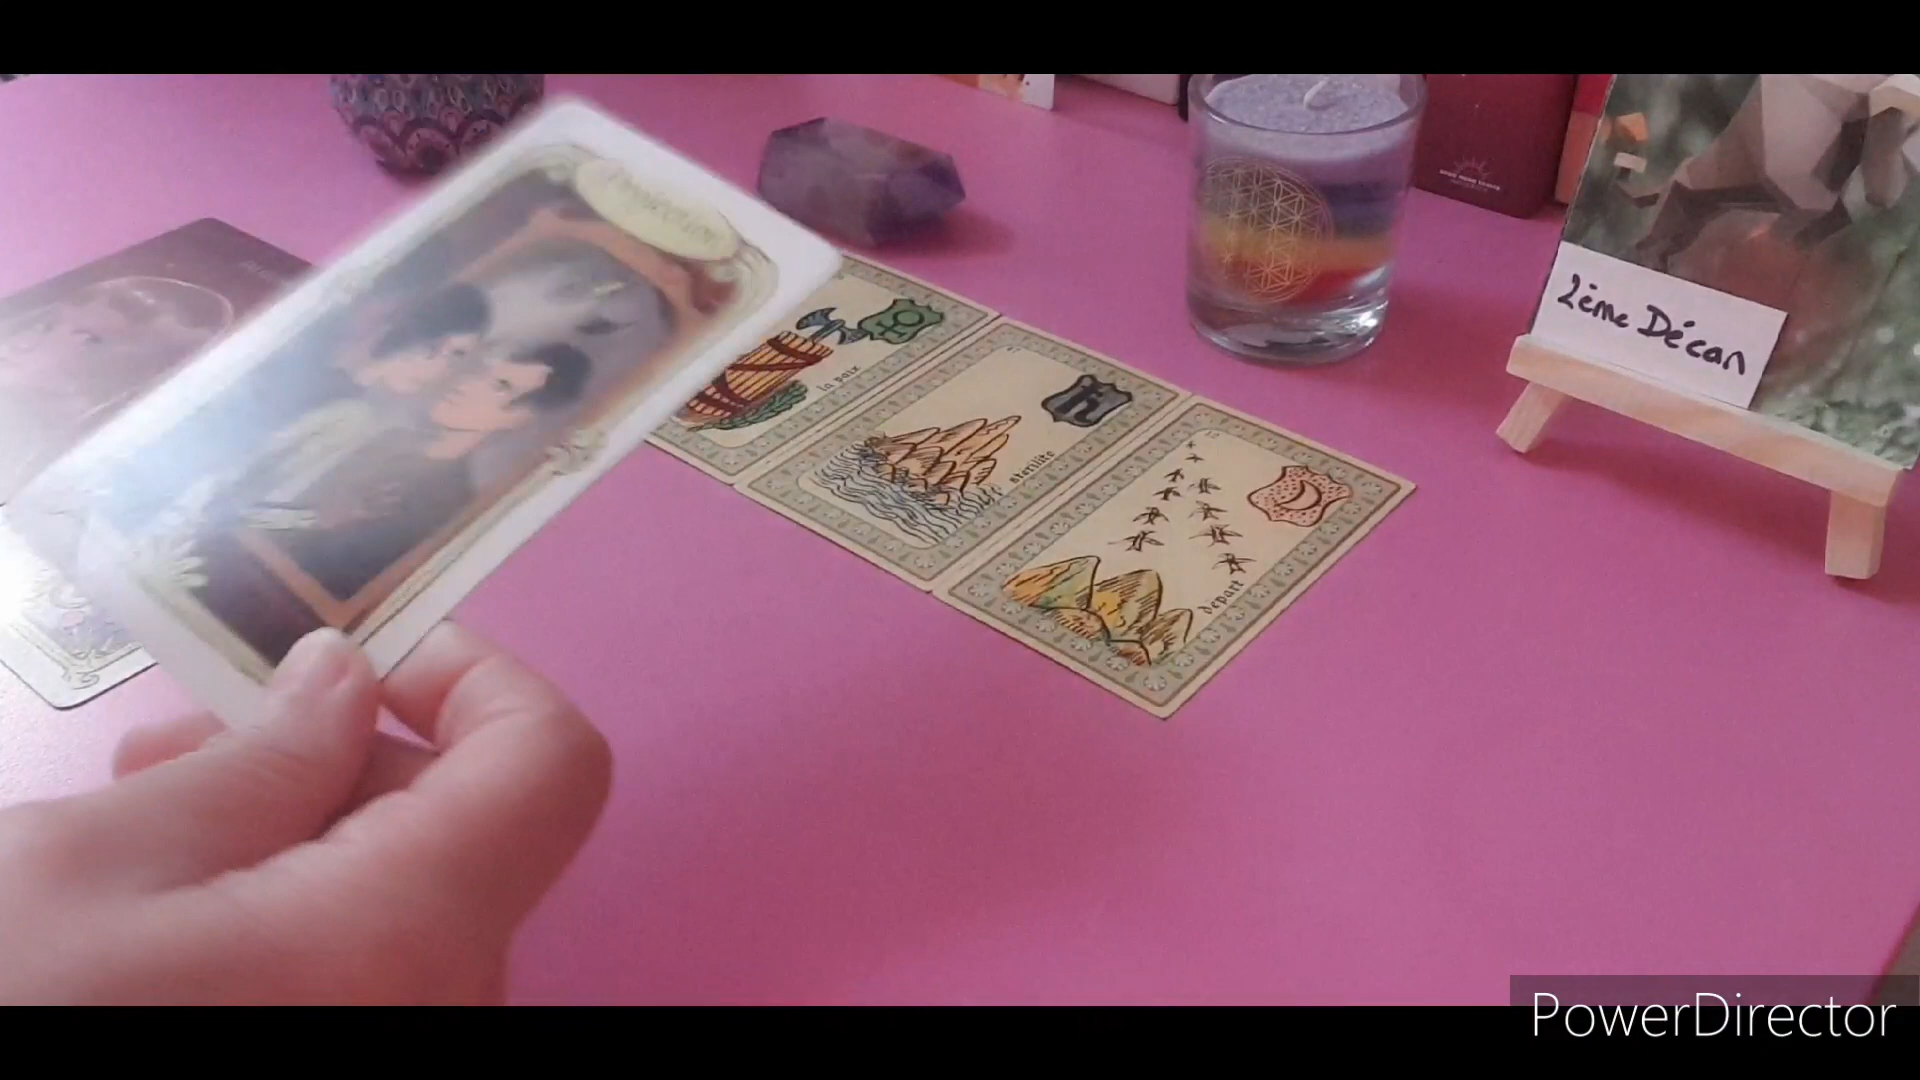 la paix
stérilité
départ
2ème Décan
PowerDirector